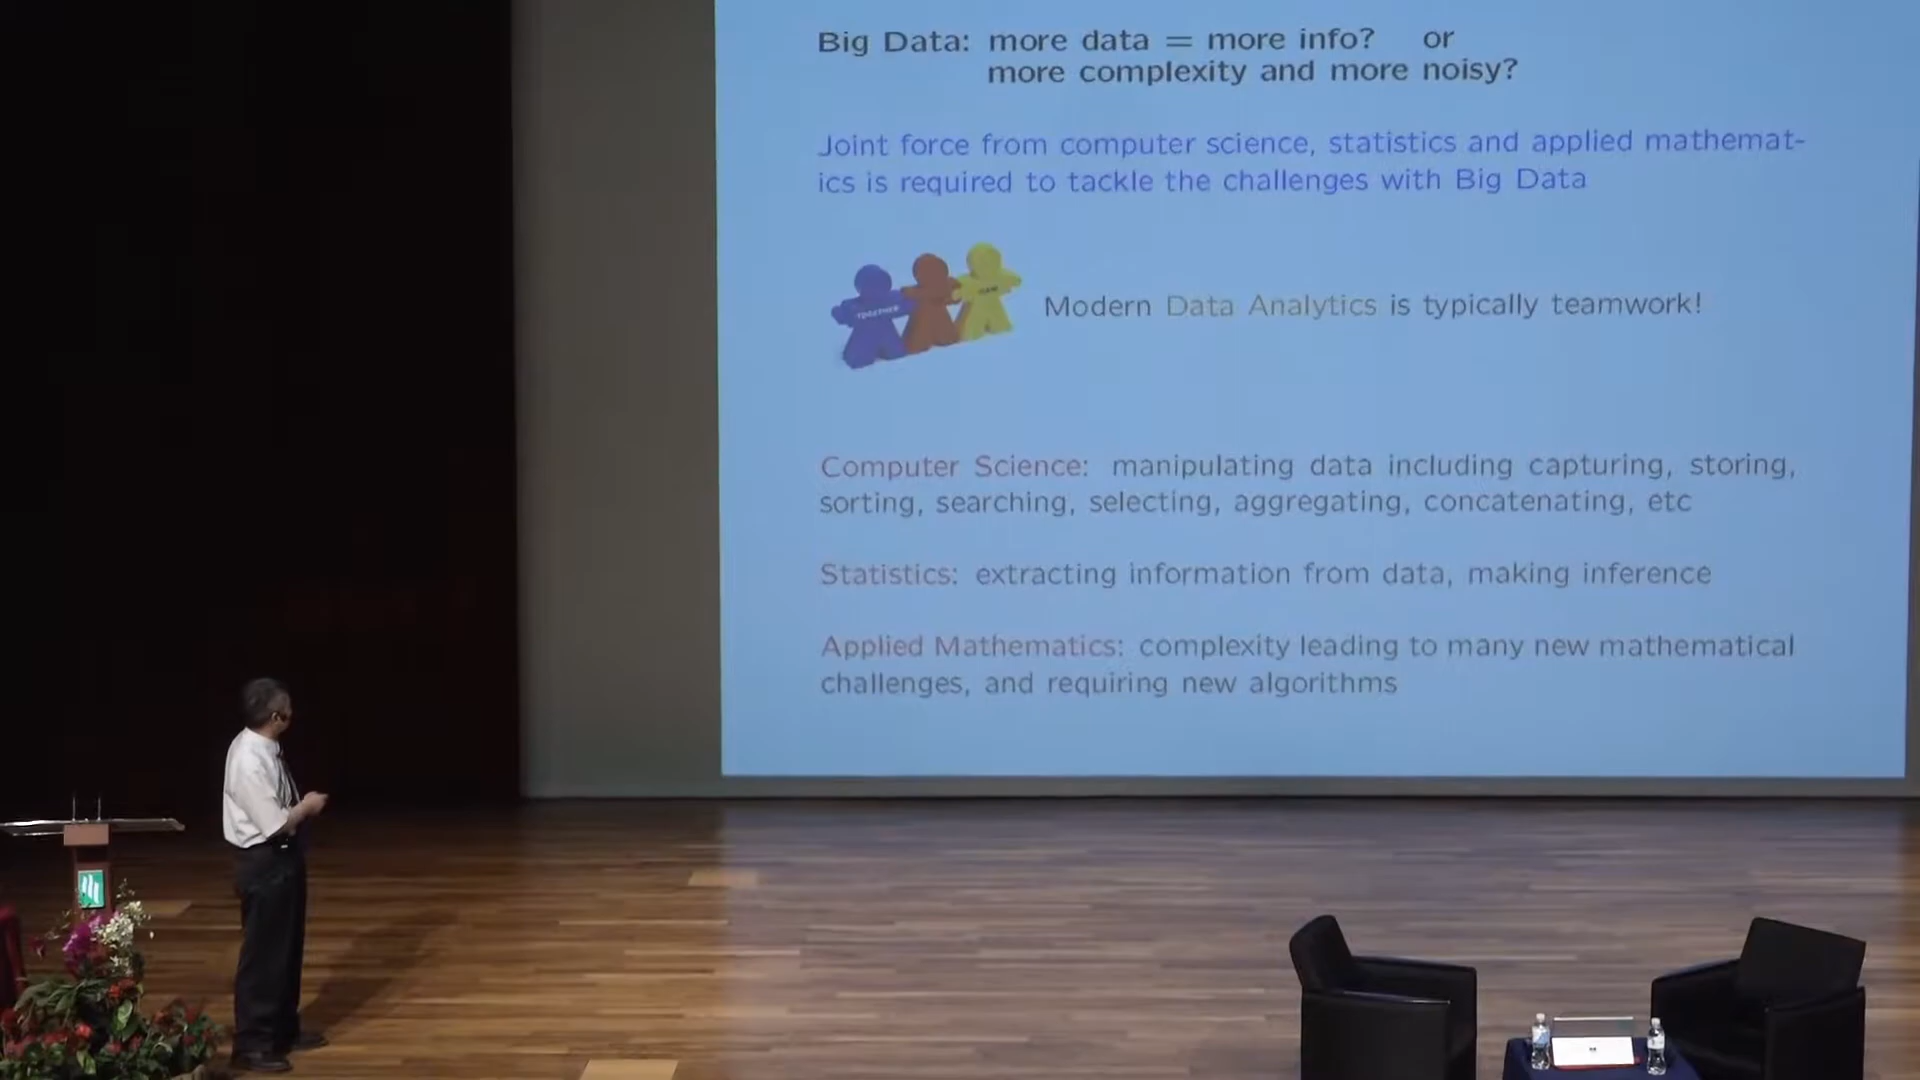 Big Data: more data = more info? or
more complexity and more noisy?
Joint force from computer science, statistics and applied mathemat-
ics is required to tackle the challenges with Big Data
TOGETHER
TEAM
Modern Data Analytics is typically teamwork!
Computer Science: manipulating data including capturing, storing,
sorting, searching, selecting, aggregating, concatenating, etc
Statistics: extracting information from data, making inference
Applied Mathematics: complexity leading to many new mathematical
challenges, and requiring new algorithms